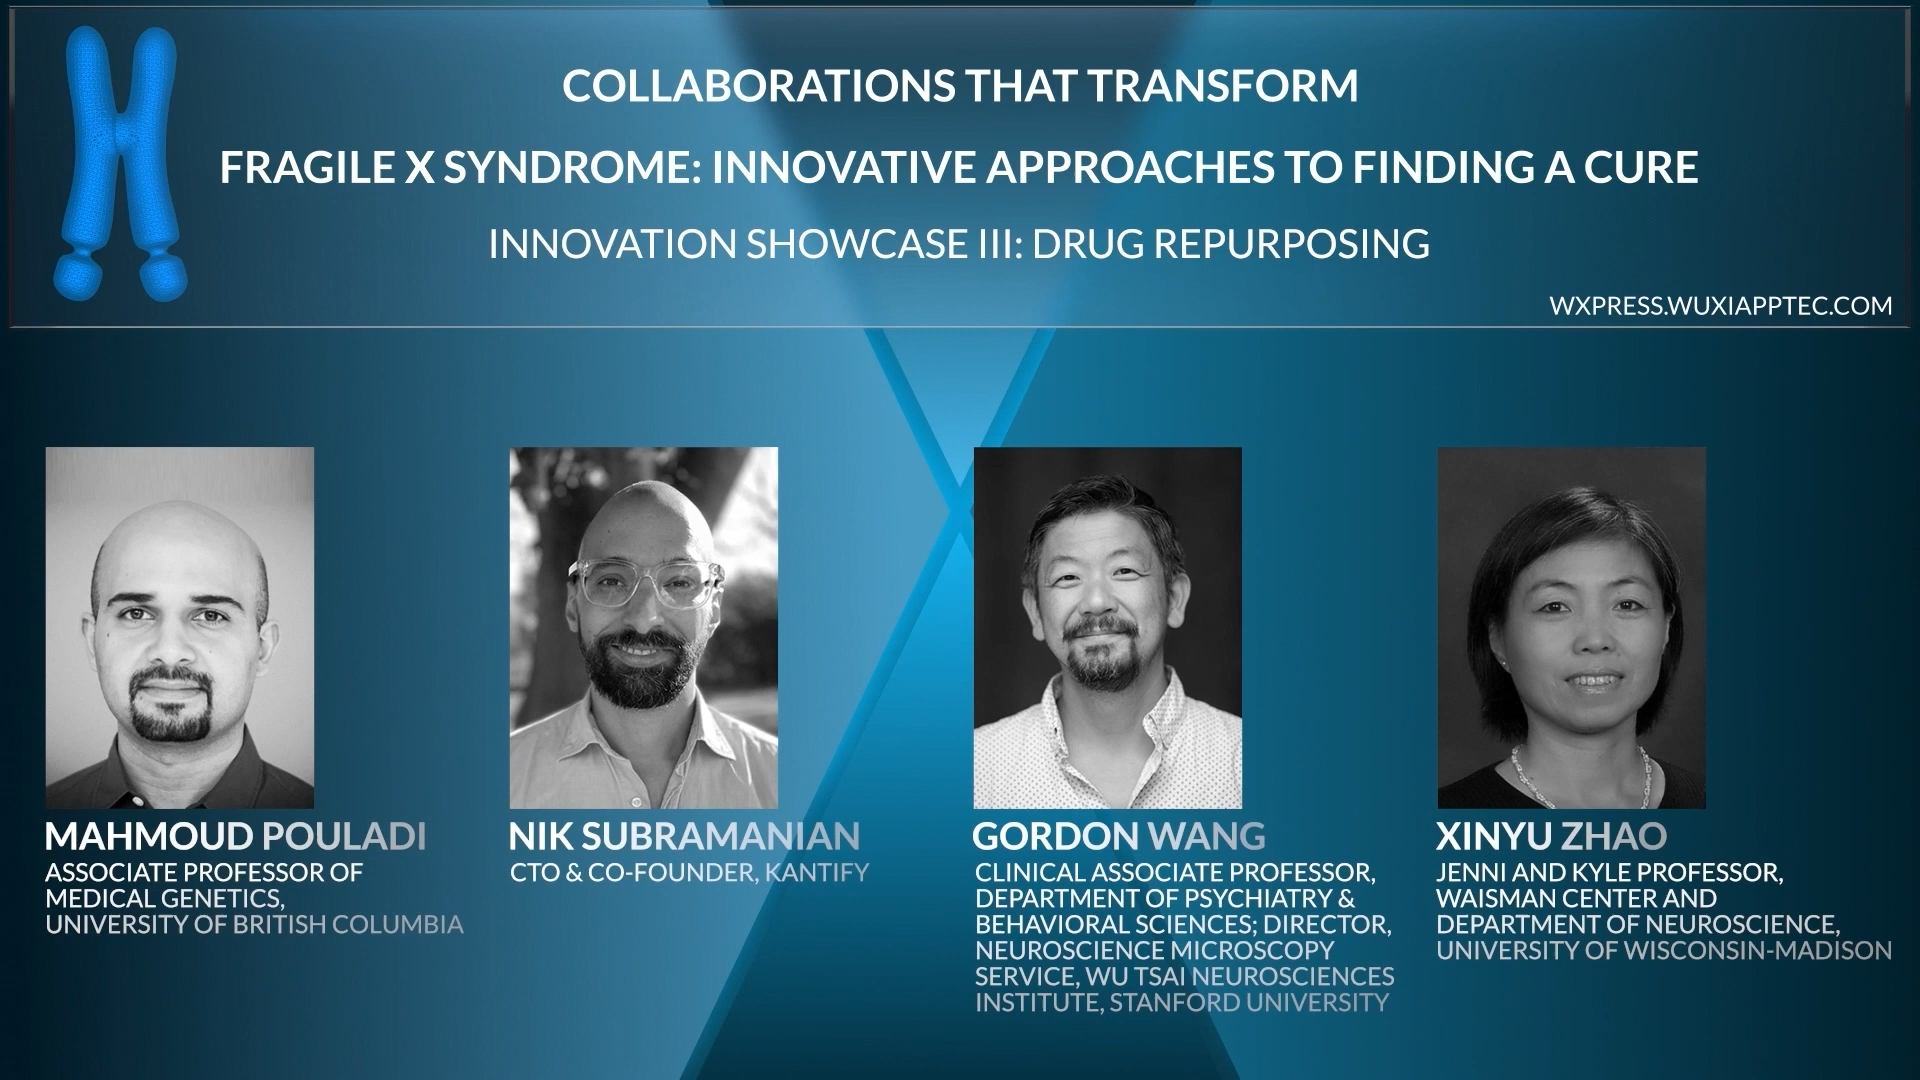 COLLABORATIONS THAT TRANSFORM
FRAGILE X SYNDROME: INNOVATIVE APPROACHES TO FINDING A CURE
INNOVATION SHOWCASE III: DRUG REPURPOSING
WXPRESS.WUXIAPPTEC.COM
MAHMOUD POULADI
ASSOCIATE PROFESSOR OF
MEDICAL GENETICS,
UNIVERSITY OF BRITISH COLUMBIA
NIK SUBRAMANIAN
CTO & CO-FOUNDER, KANTIFY
GORDON WANG
CLINICAL ASSOCIATE PROFESSOR,
DEPARTMENT OF PSYCHIATRY &
BEHAVIORAL SCIENCES; DIRECTOR,
NEUROSCIENCE MICROSCOPY
SERVICE, WU TSAI NEUROSCIENCES
INSTITUTE, STANFORD UNIVERSITY
XINYU ZHAO
JENNI AND KYLE PROFESSOR,
WAISMAN CENTER AND
DEPARTMENT OF NEUROSCIENCE,
UNIVERSITY OF WISCONSIN-MADISON